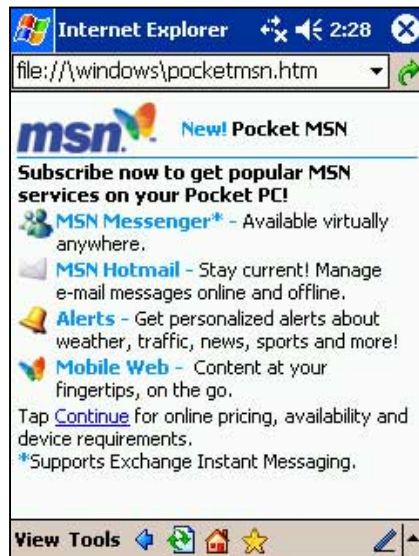 Internet Explorer 2:28
file://\windows\pocketmsn.htm
msn. New! Pocket MSN
Subscribe now to get popular MSN
services on your Pocket PC!
MSN Messenger* - Available virtually
anywhere.
MSN Hotmail - Stay current! Manage
e-mail messages online and offline.
Alerts - Get personalized alerts about
weather, traffic, news, sports and more!
Mobile Web - Content at your
fingertips, on the go.
Tap Continue for online pricing, availability and
device requirements.
*Supports Exchange Instant Messaging.
View Tools